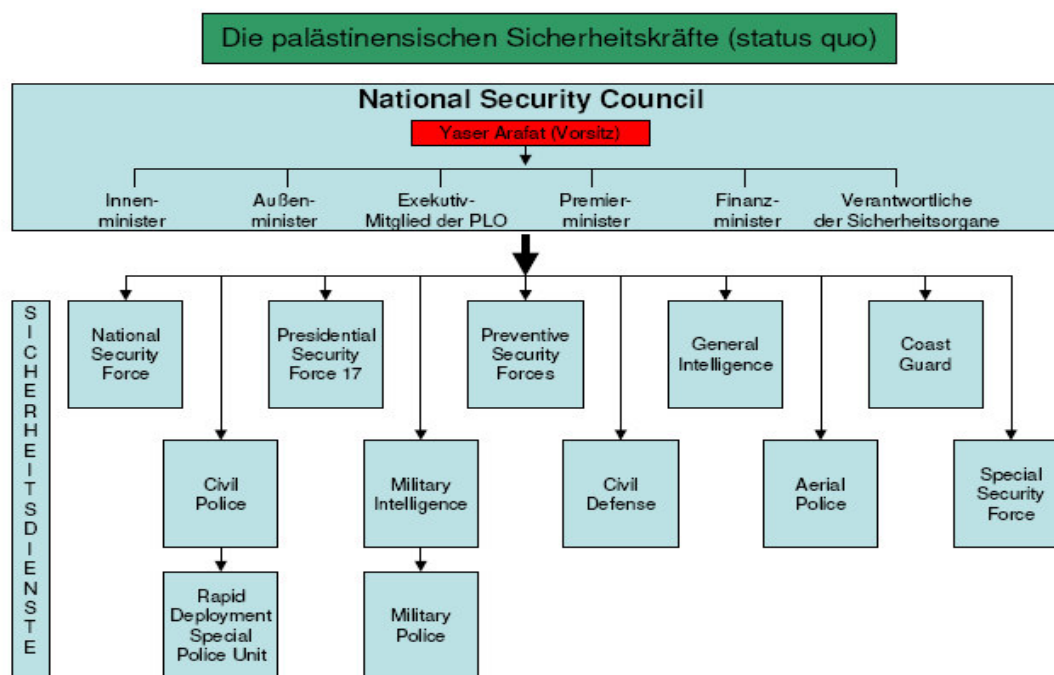 Die palästinensischen Sicherheitskräfte (status quo)
National Security Council
Yaser Arafat (Vorsitz)
Innen-
minister
Außen-
minister
Exekutiv-
Mitglied der PLO
Premier-
minister
Finanz-
minister
Verantwortliche
der Sicherheitsorgane
SICHERHEITSDIENSTE
National
Security
Force
Presidential
Security
Force 17
Preventive
Security
Forces
General
Intelligence
Coast
Guard
Civil
Police
Military
Intelligence
Civil
Defense
Aerial
Police
Special
Security
Force
Rapid
Deployment
Special
Police Unit
Military
Police